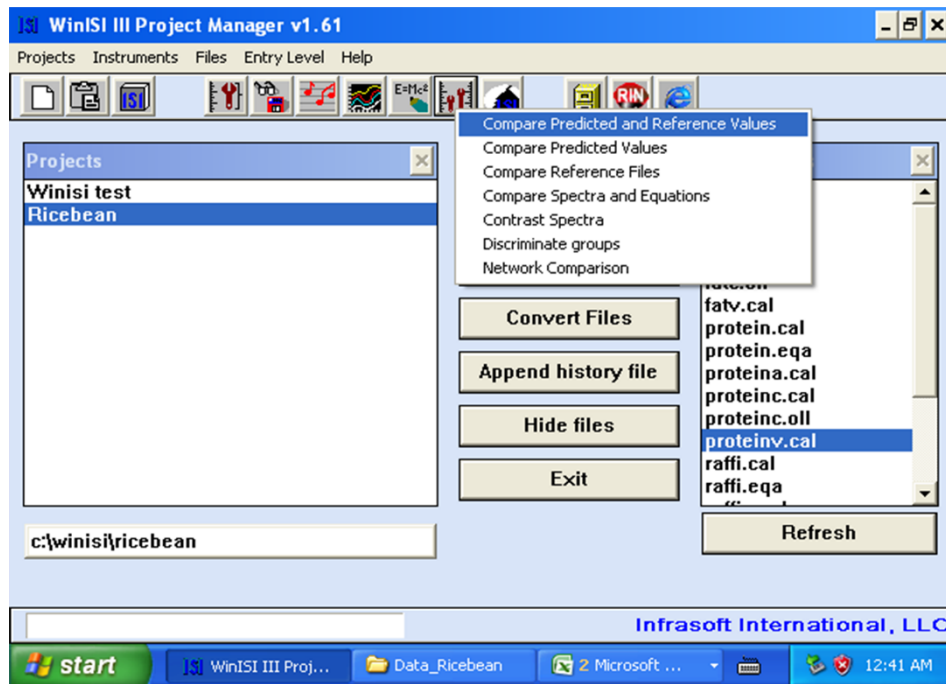 WinISI III Project Manager v1.61
Projects Instruments Files Entry Level Help
ISI
E=Mc²
RIN
Compare Predicted and Reference Values
Compare Predicted Values
Compare Reference Files
Compare Spectra and Equations
Contrast Spectra
Discriminate groups
Network Comparison
Projects
Winisi test
Ricebean
Convert Files
Append history file
Hide files
Exit
fatv.cal
protein.cal
protein.eqa
proteina.cal
proteinc.cal
proteinc.oll
proteinv.cal
raffi.cal
raffi.eqa
Refresh
c:\winisi\ricebean
Infrasoft International, LLC
start
WinISI III Proj...
Data_Ricebean
2 Microsoft ...
12:41 AM